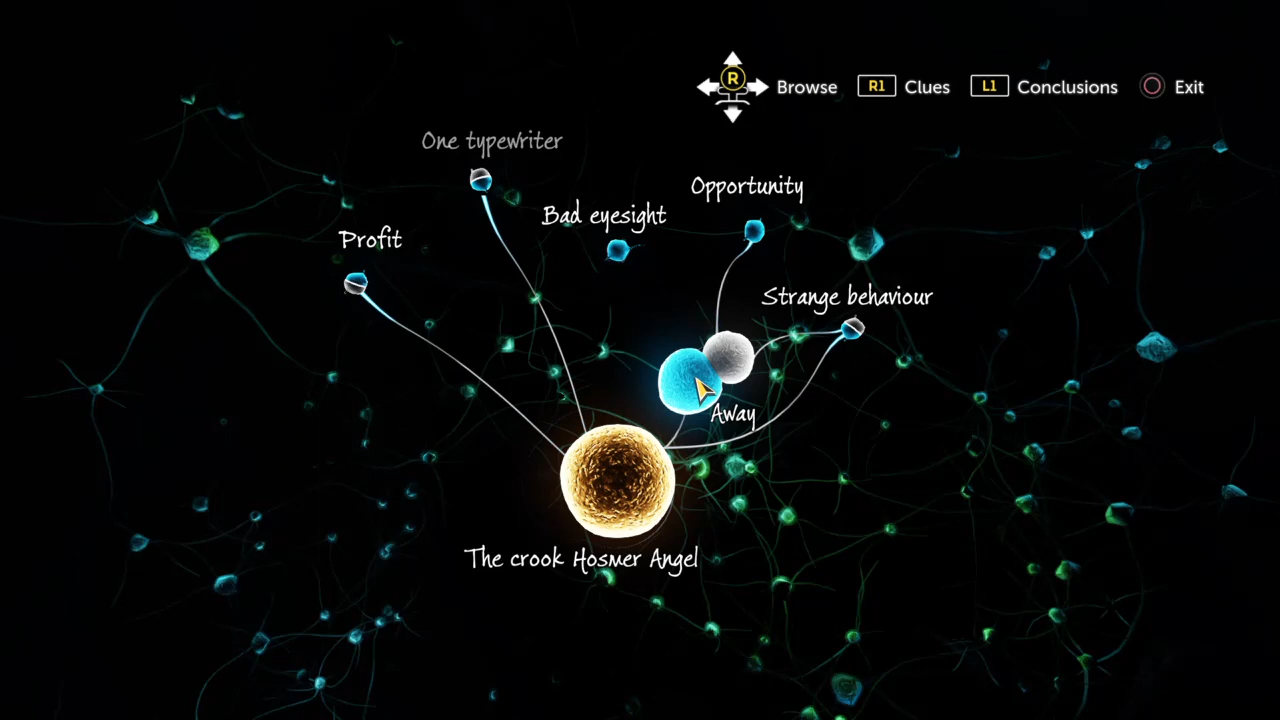 R Browse R1 Clues L1 Conclusions Exit
One typewriter
Opportunity
Bad eyesight
Profit
Strange behaviour
Away
The crook Hosmer Angel